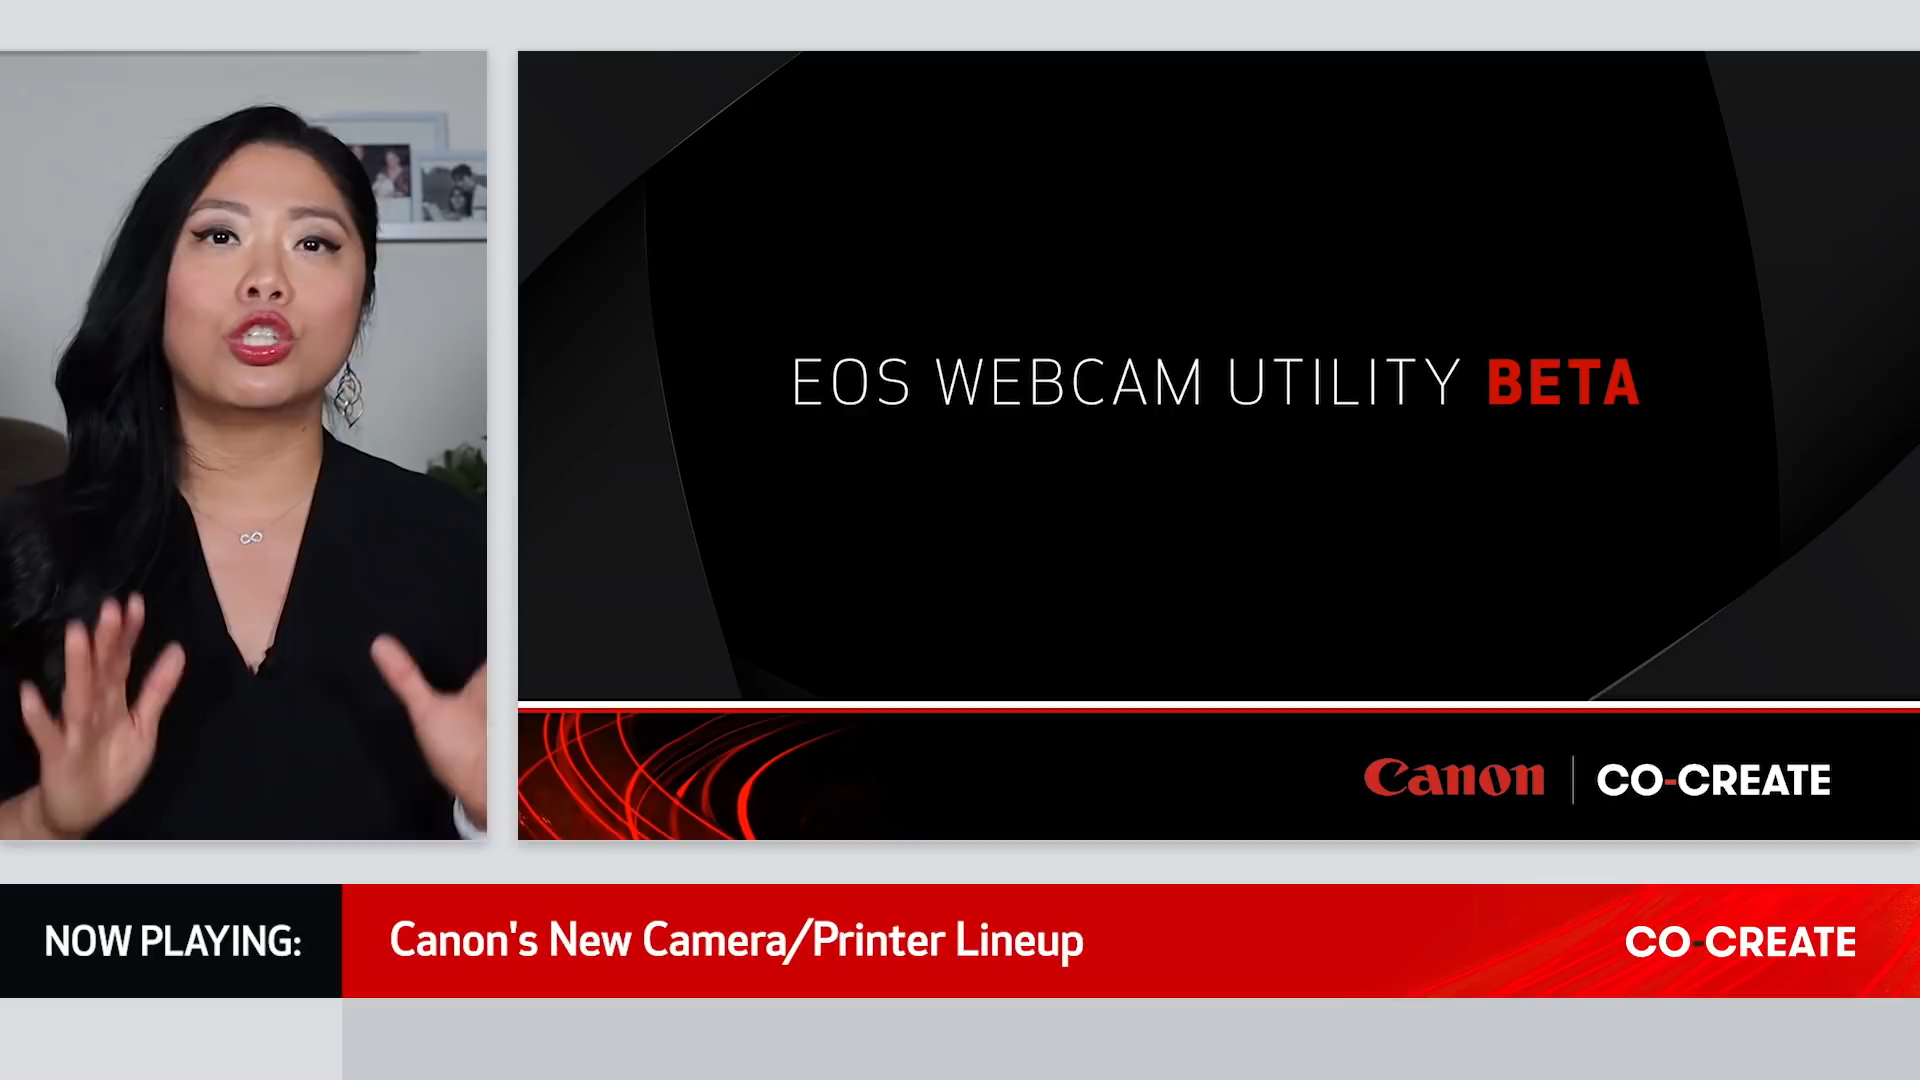 EOS WEBCAM UTILITY BETA
Canon | CO-CREATE
NOW PLAYING: Canon's New Camera/Printer Lineup CO-CREATE